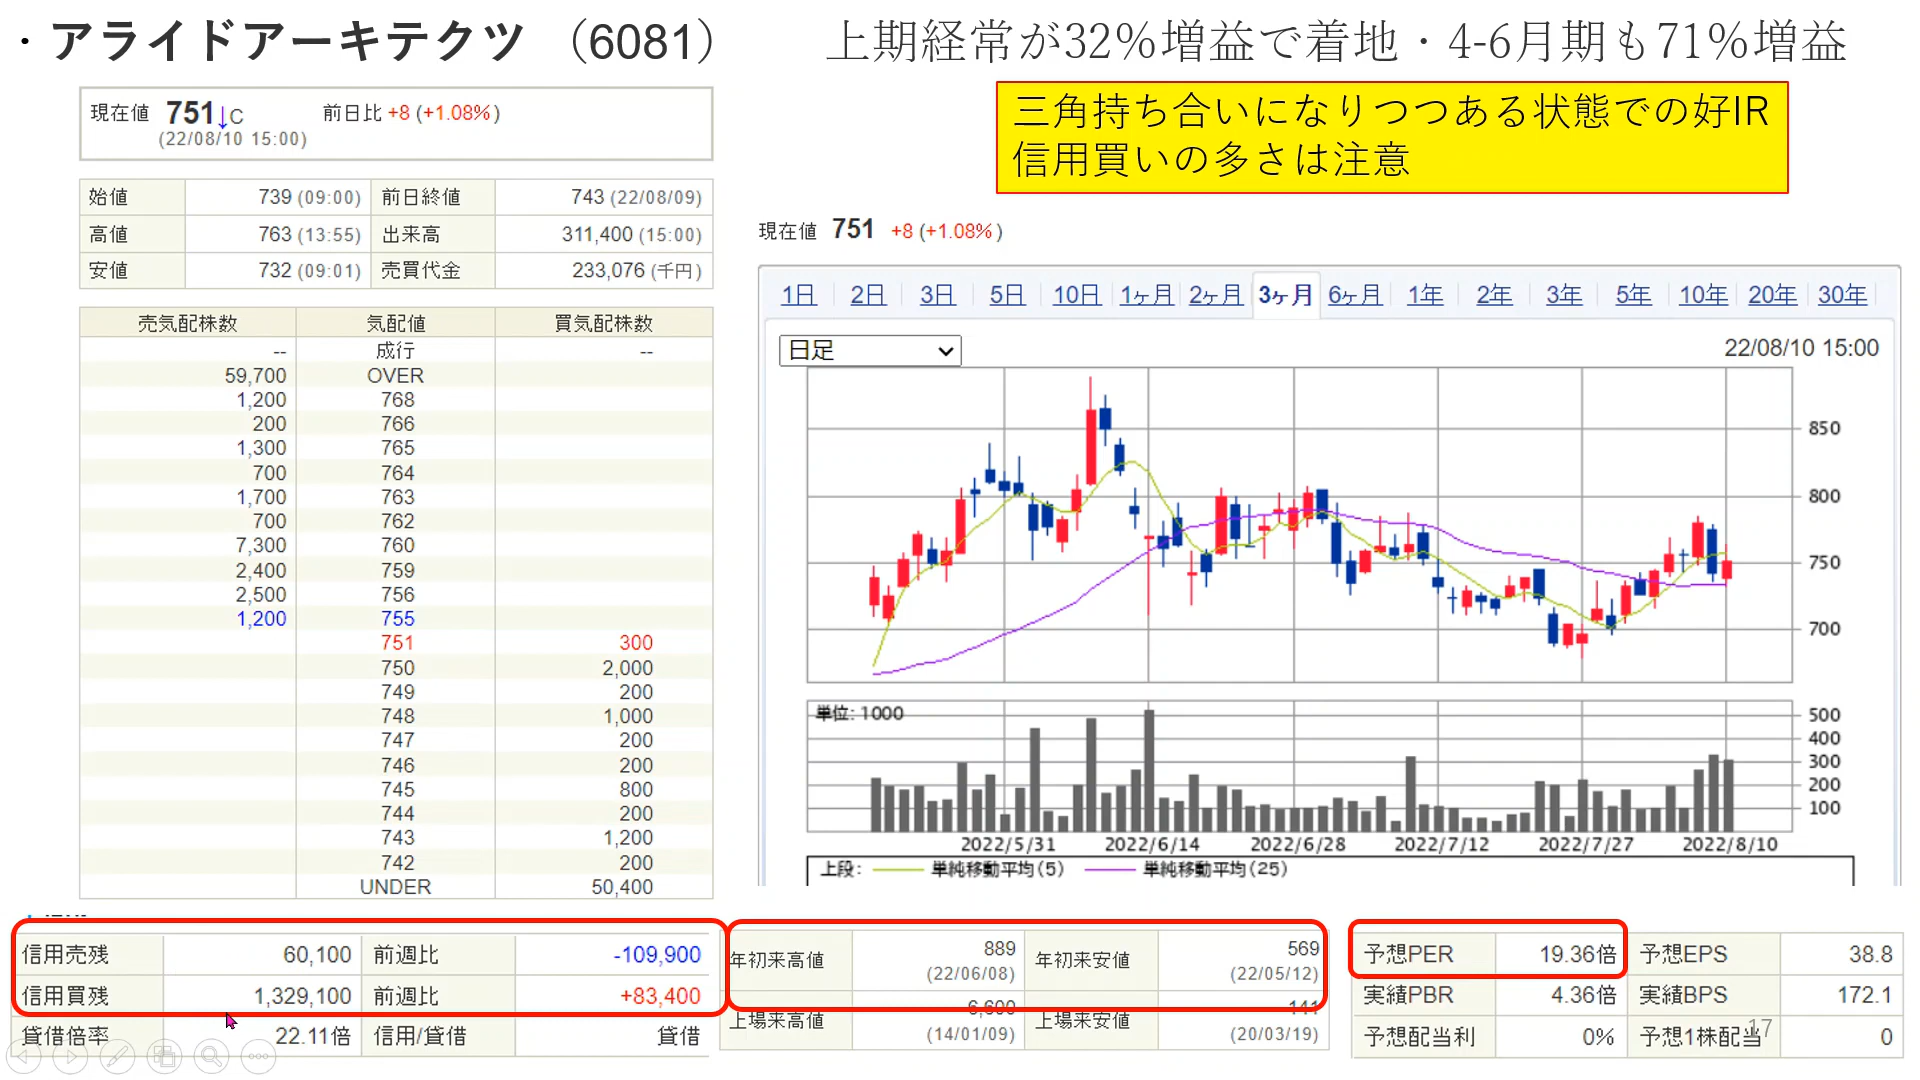 ・アライドアーキテクツ（6081）
上期経常が32%増益で着地・4-6月期も71%増益
三角持ち合いになりつつある状態での好IR
信用買いの多さは注意
現在値 751↓C 前日比 +8 (+1.08%)
(22/08/10 15:00)
始値 739 (09:00) 前日終値 743 (22/08/09)
高値 763 (13:55) 出来高 311,400 (15:00)
安値 732 (09:01) 売買代金 233,076 (千円)
売気配株数 気配値 買気配株数
-- 成行 --
59,700 OVER
1,200 768
200 766
1,300 765
700 764
1,700 763
700 762
7,300 760
2,400 759
2,500 756
1,200 755
751 300
750 2,000
749 200
748 1,000
747 200
746 200
745 800
744 200
743 1,200
742 200
UNDER 50,400
現在値 751 +8 (+1.08%)
1日 2日 3日 5日 10日 1ヶ月 2ヶ月 3ヶ月 6ヶ月 1年 2年 3年 5年 10年 20年 30年
日足 22/08/10 15:00
850
800
750
700
単位: 1000
500
400
300
200
100
2022/5/31 2022/6/14 2022/6/28 2022/7/12 2022/7/27 2022/8/10
上段: 単純移動平均(5) 単純移動平均(25)
信用売残 60,100 前週比 -109,900
信用買残 1,329,100 前週比 +83,400
貸借倍率 22.11倍 信用/貸借 貸借
年初来高値 889 (22/06/08) 年初来安値 569 (22/05/12)
上場来高値 6,600 (14/01/09) 上場来安値 141 (20/03/19)
予想PER 19.36倍 予想EPS 38.8
実績PBR 4.36倍 実績BPS 172.1
予想配当利 0% 予想1株配当 0
17